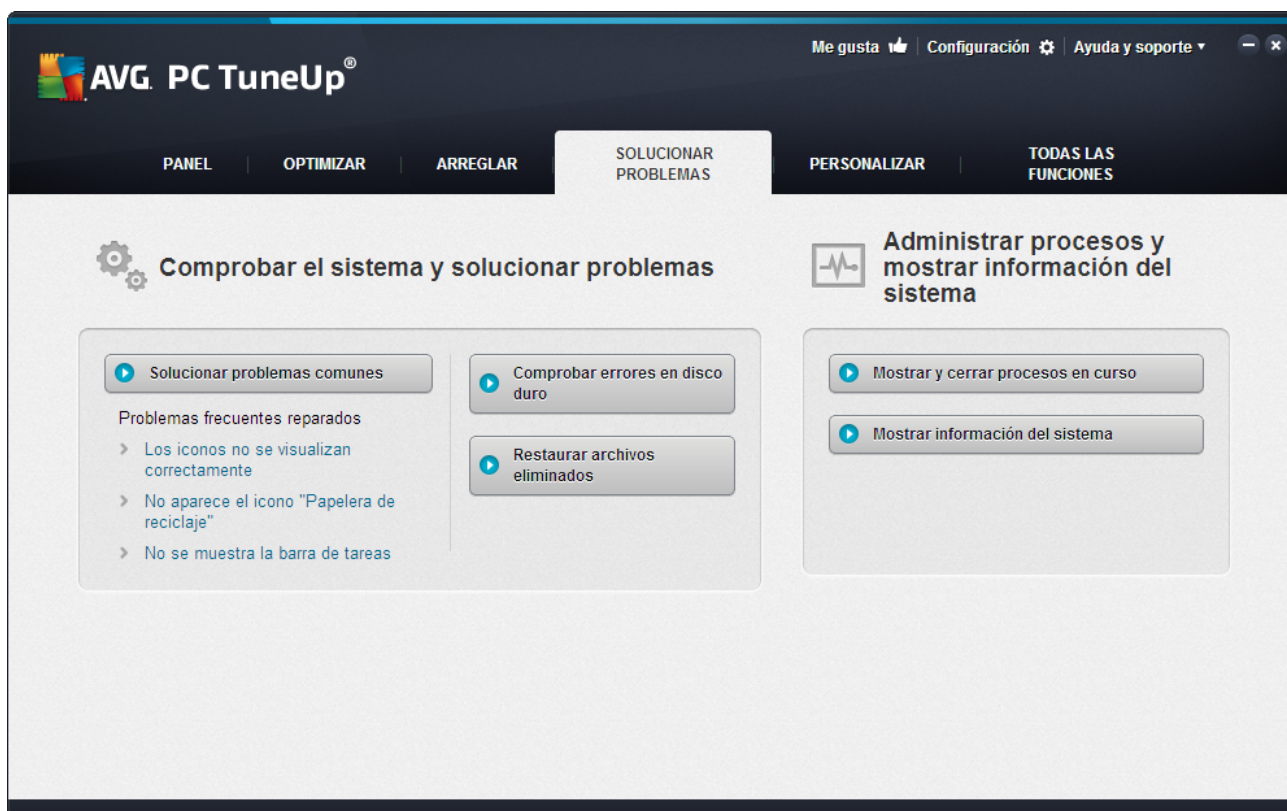 Me gusta Configuración Ayuda y soporte
AVG. PC TuneUp®
PANEL
OPTIMIZAR
ARREGLAR
SOLUCIONAR
PROBLEMAS
PERSONALIZAR
TODAS LAS
FUNCIONES
Comprobar el sistema y solucionar problemas
Solucionar problemas comunes
Problemas frecuentes reparados
Los iconos no se visualizan
correctamente
No aparece el icono "Papelera de
reciclaje"
No se muestra la barra de tareas
Comprobar errores en disco
duro
Restaurar archivos
eliminados
Administrar procesos y
mostrar información del
sistema
Mostrar y cerrar procesos en curso
Mostrar información del sistema